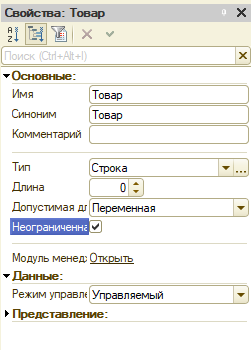 Свойства: Товар
Поиск (Ctrl+Alt+I)
Основные:
Имя Товар
Синоним Товар
Комментарий
Тип Строка
Длина 0
Допустимая дл Переменная
Неограниченна
Модуль менед: Открыть
Данные:
Режим управле Управляемый
Представление: